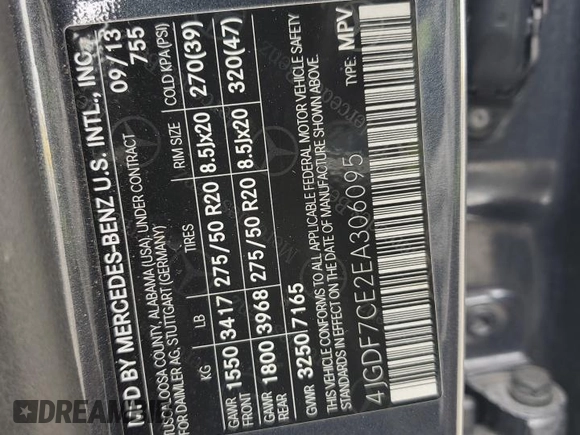 MFD BY MERCEDES-BENZ U.S. INTL., INC.
TUSCALOOSA COUNTY, ALABAMA (USA), UNDER CONTRACT
FOR DAIMLER AG, STUTTGART (GERMANY)
09/13
755
KG LB TIRES RIM SIZE COLD KPA (PSI)
GAWR FRONT 1550 3417 275/50 R20 8.5Jx20 270(39)
GAWR REAR 1800 3968 275/50 R20 8.5Jx20 320(47)
GVWR 3250 7165
THIS VEHICLE CONFORMS TO ALL APPLICABLE FEDERAL MOTOR VEHICLE SAFETY
STANDARDS IN EFFECT ON THE DATE OF MANUFACTURE SHOWN ABOVE.
4JGDF7CE2EA306095 TYPE: MPV
DREAMBID